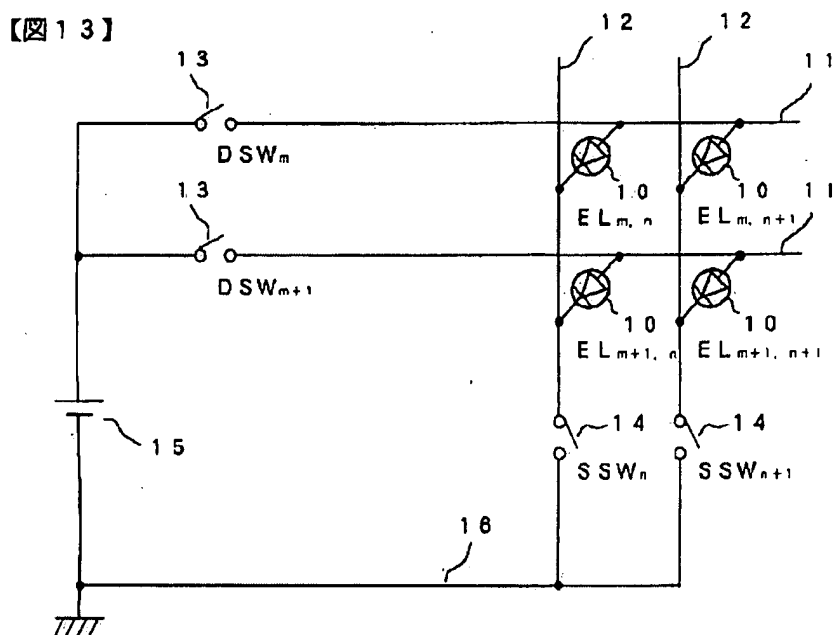 【図13】
12 12
13 11
DSWm
10 10
ELm,n ELm,n+1
13 11
DSWm+1
10 10
ELm+1,n ELm+1,n+1
15 14 14
SSWn SSWn+1
16